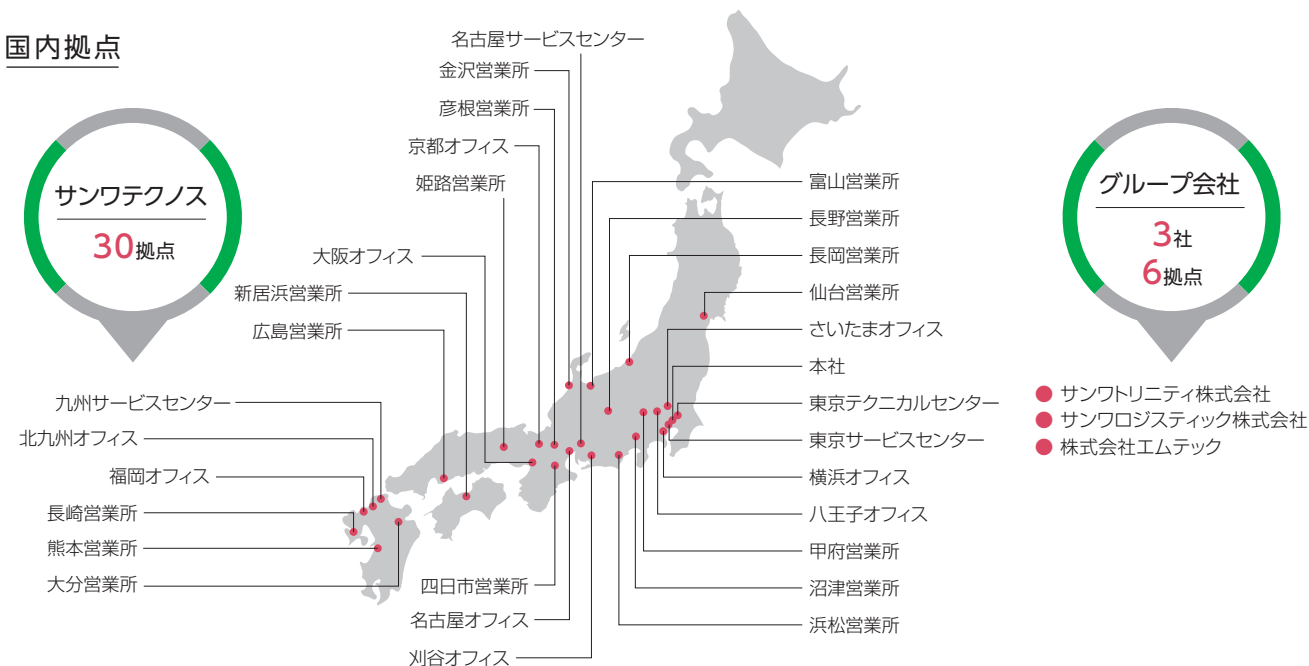 国内拠点
サンワテクノス
30拠点
名古屋サービスセンター
金沢営業所
彦根営業所
京都オフィス
姫路営業所
大阪オフィス
新居浜営業所
広島営業所
九州サービスセンター
北九州オフィス
福岡オフィス
長崎営業所
熊本営業所
大分営業所
四日市営業所
名古屋オフィス
刈谷オフィス
富山営業所
長野営業所
長岡営業所
仙台営業所
さいたまオフィス
本社
東京テクニカルセンター
東京サービスセンター
横浜オフィス
八王子オフィス
甲府営業所
沼津営業所
浜松営業所
グループ会社
3社
6拠点
サンワトリニティ株式会社
サンワロジスティック株式会社
株式会社エムテック